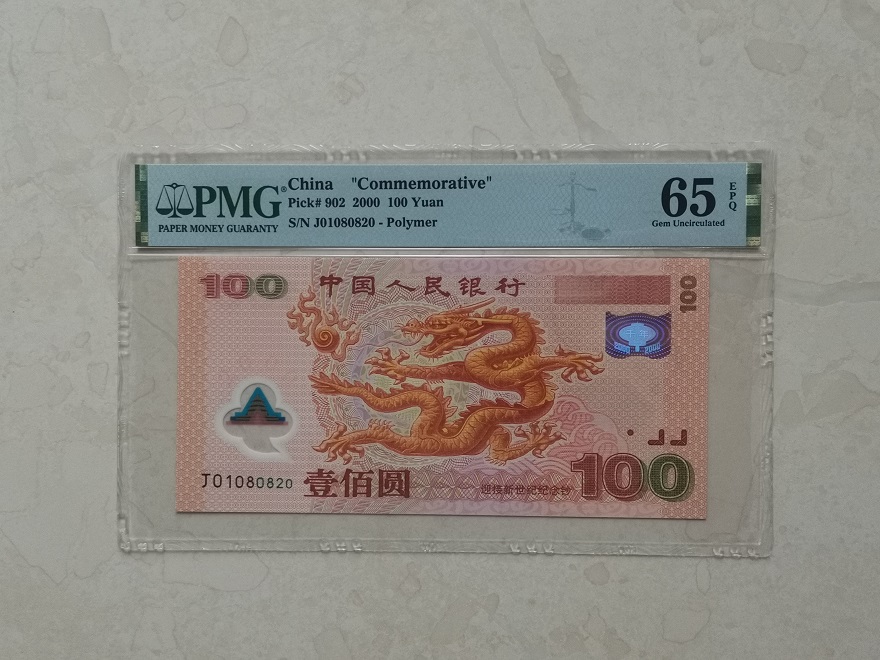 PMG®
PAPER MONEY GUARANTY
China "Commemorative"
Pick# 902 2000 100 Yuan
S/N J01080820 - Polymer
65
EPQ
Gem Uncirculated
100
中国人民银行
100
2000 2000
J01080820
壹佰圆
迎接新世纪纪念钞
100